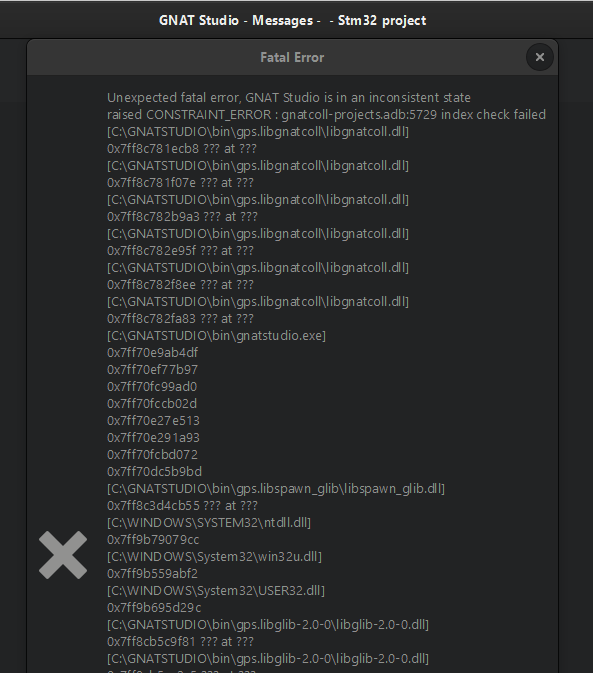 GNAT Studio - Messages -  - Stm32 project
Fatal Error
Unexpected fatal error, GNAT Studio is in an inconsistent state
raised CONSTRAINT_ERROR : gnatcoll-projects.adb:5729 index check failed
[C:\GNATSTUDIO\bin\gps.libgnatcoll\libgnatcoll.dll]
0x7ff8c781ecb8 ??? at ???
[C:\GNATSTUDIO\bin\gps.libgnatcoll\libgnatcoll.dll]
0x7ff8c781f07e ??? at ???
[C:\GNATSTUDIO\bin\gps.libgnatcoll\libgnatcoll.dll]
0x7ff8c782b9a3 ??? at ???
[C:\GNATSTUDIO\bin\gps.libgnatcoll\libgnatcoll.dll]
0x7ff8c782e95f ??? at ???
[C:\GNATSTUDIO\bin\gps.libgnatcoll\libgnatcoll.dll]
0x7ff8c782f8ee ??? at ???
[C:\GNATSTUDIO\bin\gps.libgnatcoll\libgnatcoll.dll]
0x7ff8c782fa83 ??? at ???
[C:\GNATSTUDIO\bin\gnatstudio.exe]
0x7ff70e9ab4df
0x7ff70ef77b97
0x7ff70fc99ad0
0x7ff70fccb02d
0x7ff70e27e513
0x7ff70e291a93
0x7ff70fcbd072
0x7ff70dc5b9bd
[C:\GNATSTUDIO\bin\gps.libspawn_glib\libspawn_glib.dll]
0x7ff8c3d4cb55 ??? at ???
[C:\WINDOWS\SYSTEM32\ntdll.dll]
0x7ff9b79079cc
[C:\WINDOWS\System32\win32u.dll]
0x7ff9b559abf2
[C:\WINDOWS\System32\USER32.dll]
0x7ff9b695d29c
[C:\GNATSTUDIO\bin\gps.libglib-2.0-0\libglib-2.0-0.dll]
0x7ff8cb5c9f81 ??? at ???
[C:\GNATSTUDIO\bin\gps.libglib-2.0-0\libglib-2.0-0.dll]